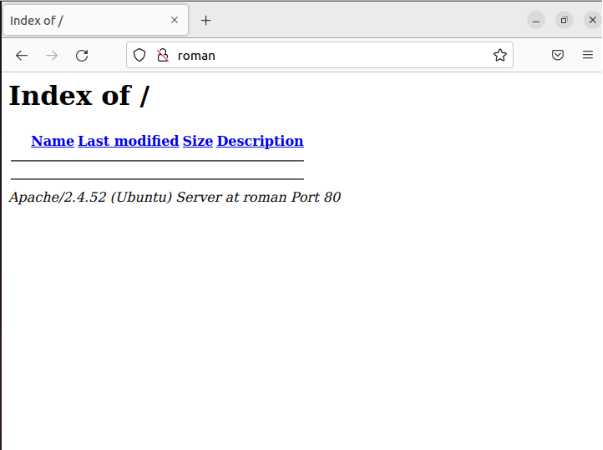 Index of /
roman
Index of /
Name Last modified Size Description
Apache/2.4.52 (Ubuntu) Server at roman Port 80